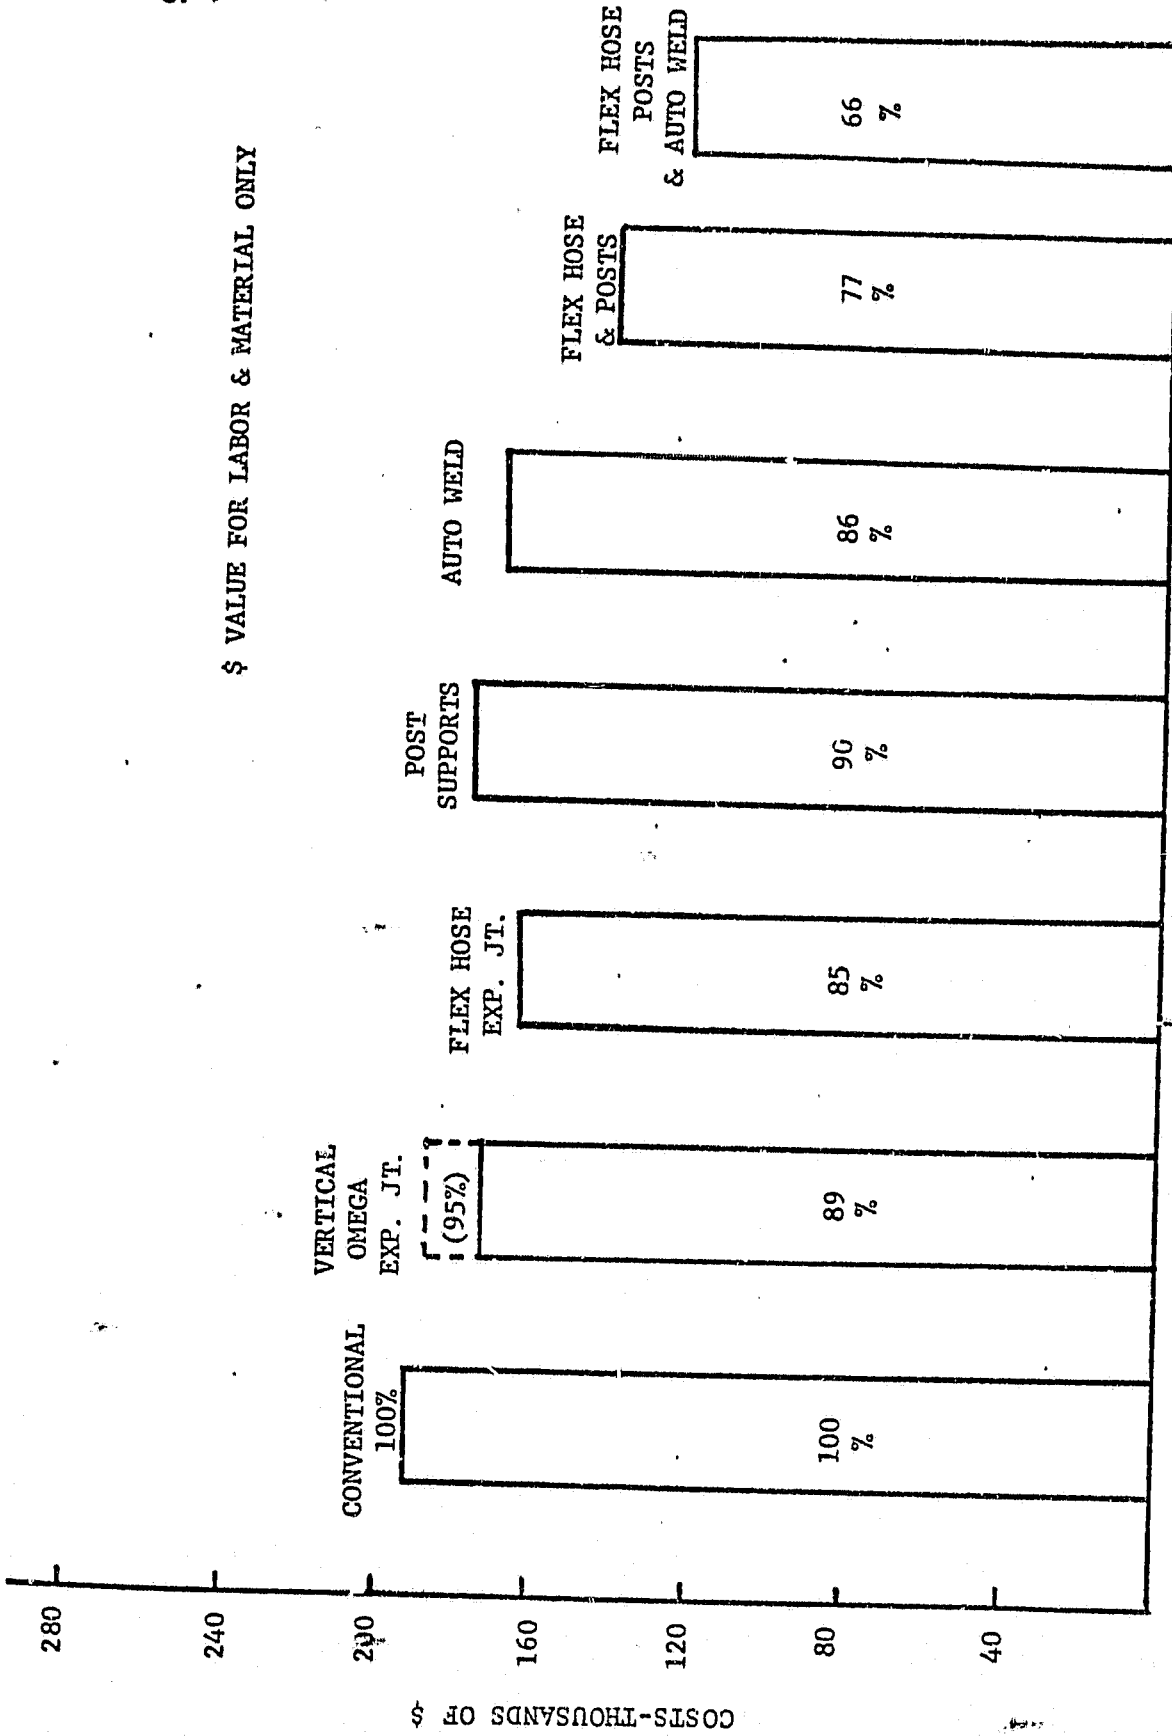 $ VALUE FOR LABOR & MATERIAL ONLY
COSTS-THOUSANDS OF $
280
240
200
160
120
80
40
CONVENTIONAL
100%
100
%
VERTICAL
OMEGA
EXP. JT.
(95%)
89
%
FLEX HOSE
EXP. JT.
85
%
POST
SUPPORTS
90
%
AUTO WELD
86
%
FLEX HOSE
& POSTS
77
%
FLEX HOSE
POSTS
& AUTO WELD
66
%